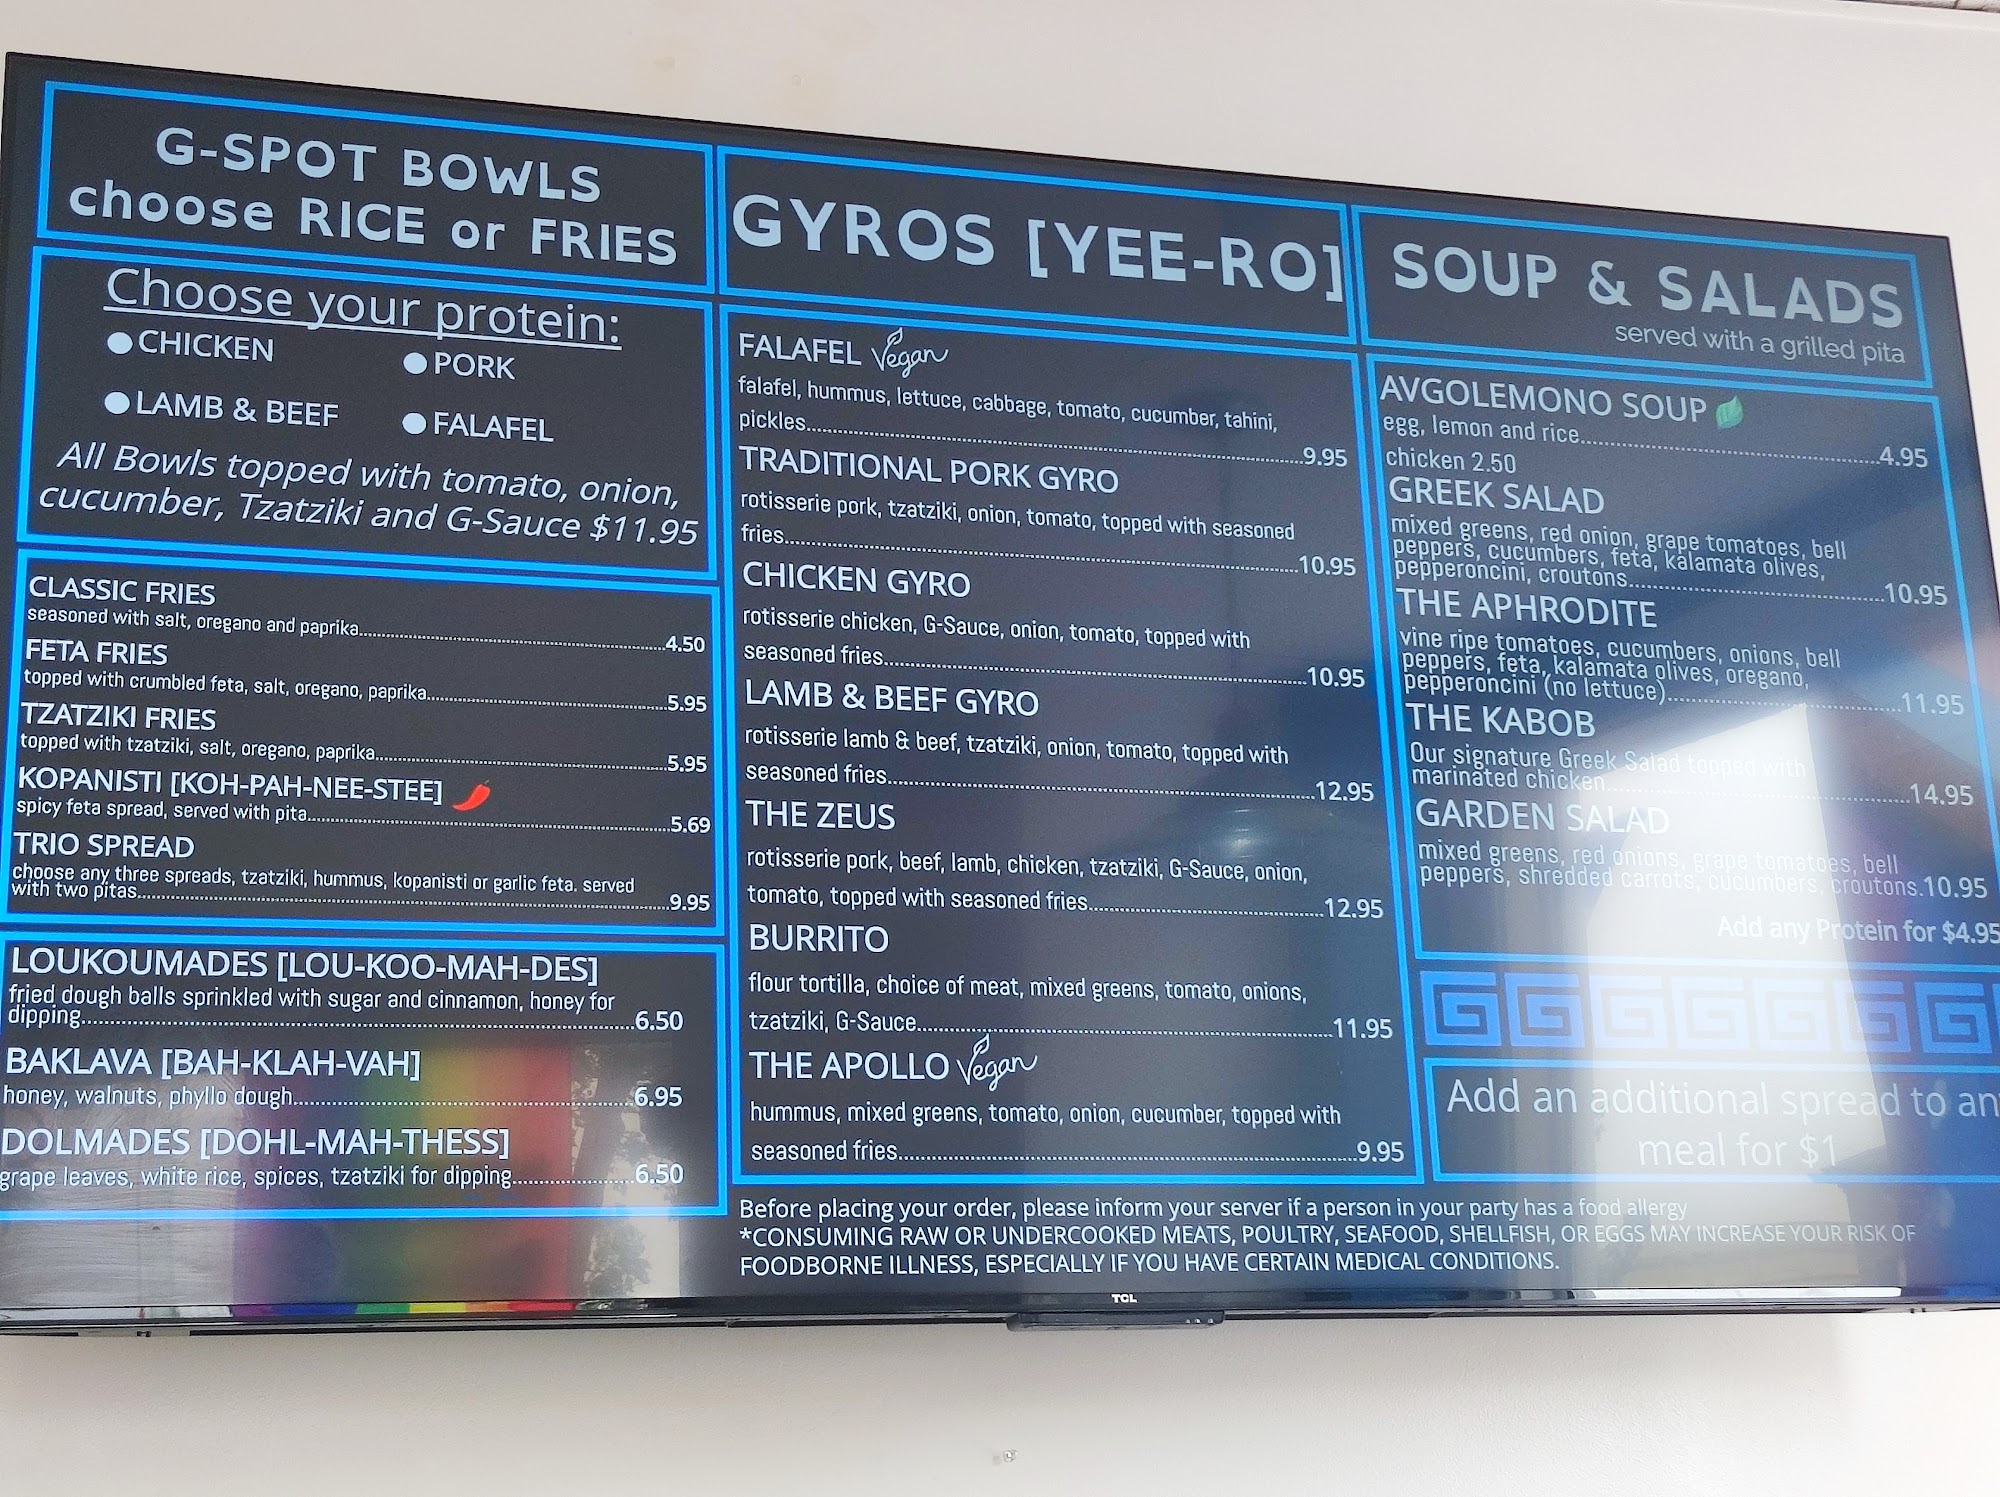 G-SPOT BOWLS
choose RICE or FRIES
Choose your protein:
CHICKEN
PORK
LAMB & BEEF
FALAFEL
All Bowls topped with tomato, onion,
cucumber, Tzatziki and G-Sauce $11.95
CLASSIC FRIES
seasoned with salt, oregano and paprika 4.50
FETA FRIES
topped with crumbled feta, salt, oregano, paprika 5.95
TZATZIKI FRIES
topped with tzatziki, salt, oregano, paprika 5.95
KOPANISTI [KOH-PAH-NEE-STEE]
spicy feta spread, served with pita 5.69
TRIO SPREAD
choose any three spreads, tzatziki, hummus, kopanisti or garlic feta. served
with two pitas 9.95
LOUKOUMADES [LOU-KOO-MAH-DES]
fried dough balls sprinkled with sugar and cinnamon, honey for
dipping 6.50
BAKLAVA [BAH-KLAH-VAH]
honey, walnuts, phyllo dough 6.95
DOLMADES [DOHL-MAH-THESS]
grape leaves, white rice, spices, tzatziki for dipping 6.50
GYROS [YEE-RO]
FALAFEL Vegan
falafel, hummus, lettuce, cabbage, tomato, cucumber, tahini,
pickles 9.95
TRADITIONAL PORK GYRO
rotisserie pork, tzatziki, onion, tomato, topped with seasoned
fries 10.95
CHICKEN GYRO
rotisserie chicken, G-Sauce, onion, tomato, topped with
seasoned fries 10.95
LAMB & BEEF GYRO
rotisserie lamb & beef, tzatziki, onion, tomato, topped with
seasoned fries 12.95
THE ZEUS
rotisserie pork, beef, lamb, chicken, tzatziki, G-Sauce, onion,
tomato, topped with seasoned fries 12.95
BURRITO
flour tortilla, choice of meat, mixed greens, tomato, onions,
tzatziki, G-Sauce 11.95
THE APOLLO Vegan
hummus, mixed greens, tomato, onion, cucumber, topped with
seasoned fries 9.95
SOUP & SALADS
served with a grilled pita
AVGOLEMONO SOUP
egg, lemon and rice 4.95
chicken 2.50
GREEK SALAD
mixed greens, red onion, grape tomatoes, bell
peppers, cucumbers, feta, kalamata olives,
pepperoncini, croutons 10.95
THE APHRODITE
vine ripe tomatoes, cucumbers, onions, bell
peppers, feta, kalamata olives, oregano,
pepperoncini (no lettuce) 11.95
THE KABOB
Our signature Greek Salad topped with
marinated chicken 14.95
GARDEN SALAD
mixed greens, red onions, grape tomatoes, bell
peppers, shredded carrots, cucumbers, croutons.10.95
Add any Protein for $4.95
Add an additional spread to an
meal for $1
Before placing your order, please inform your server if a person in your party has a food allergy
*CONSUMING RAW OR UNDERCOOKED MEATS, POULTRY, SEAFOOD, SHELLFISH, OR EGGS MAY INCREASE YOUR RISK OF
FOODBORNE ILLNESS, ESPECIALLY IF YOU HAVE CERTAIN MEDICAL CONDITIONS.
TCL